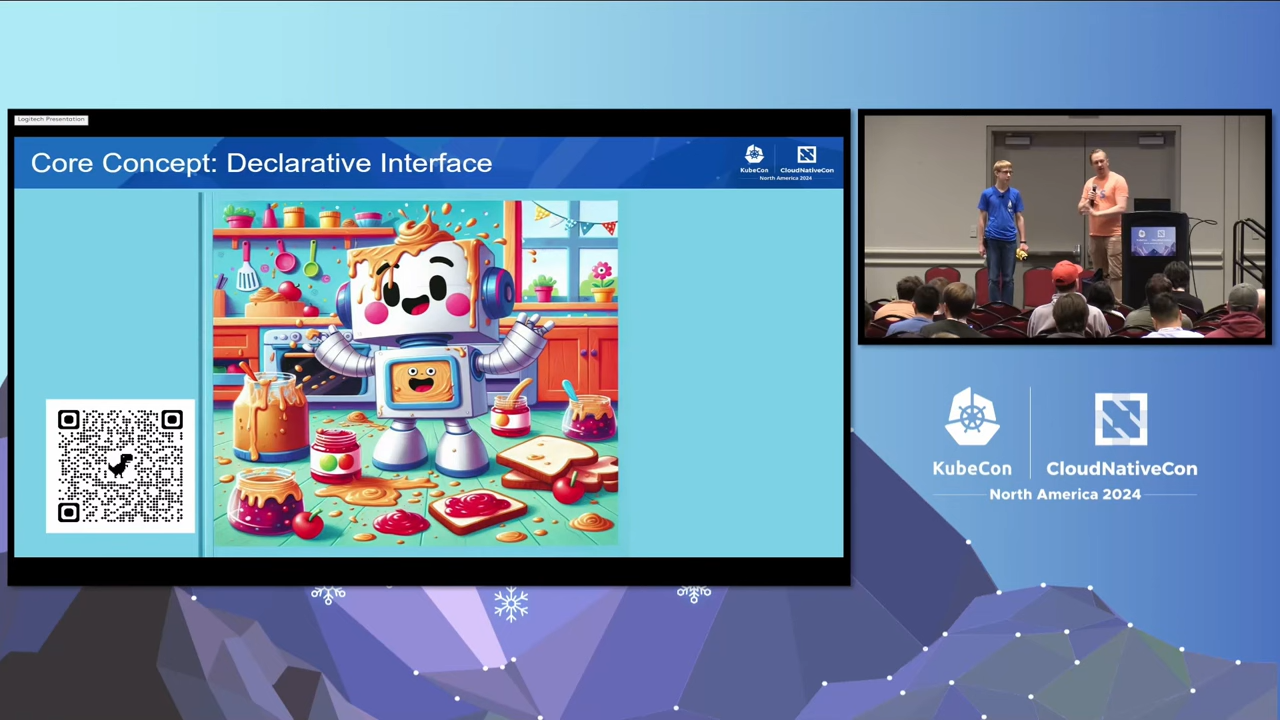 Logitech Presentation
Core Concept: Declarative Interface
KubeCon
CloudNativeCon
North America 2024
KubeCon
CloudNativeCon
North America 2024